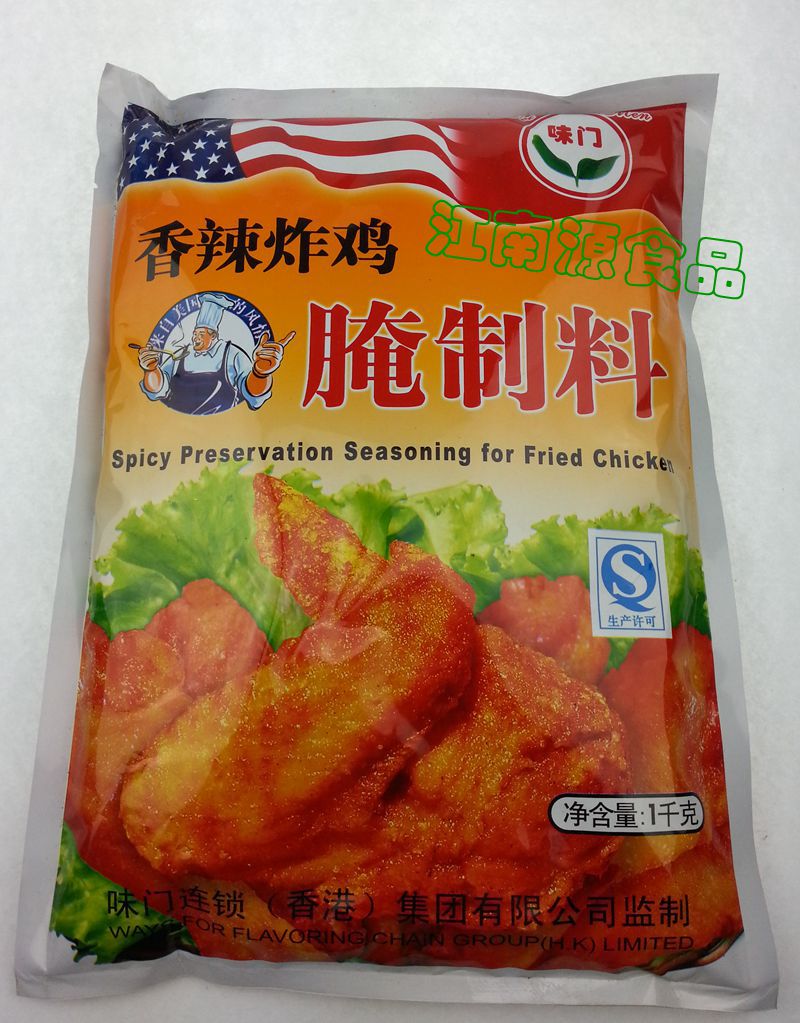 味门
香辣炸鸡
江南源食品
腌制料
Spicy Preservation Seasoning for Fried Chicken
S
生产许可
净含量:1千克
味门连锁（香港）集团有限公司监制
FOR FLAVORING CHAIN GROUP(H.K) LIMITED